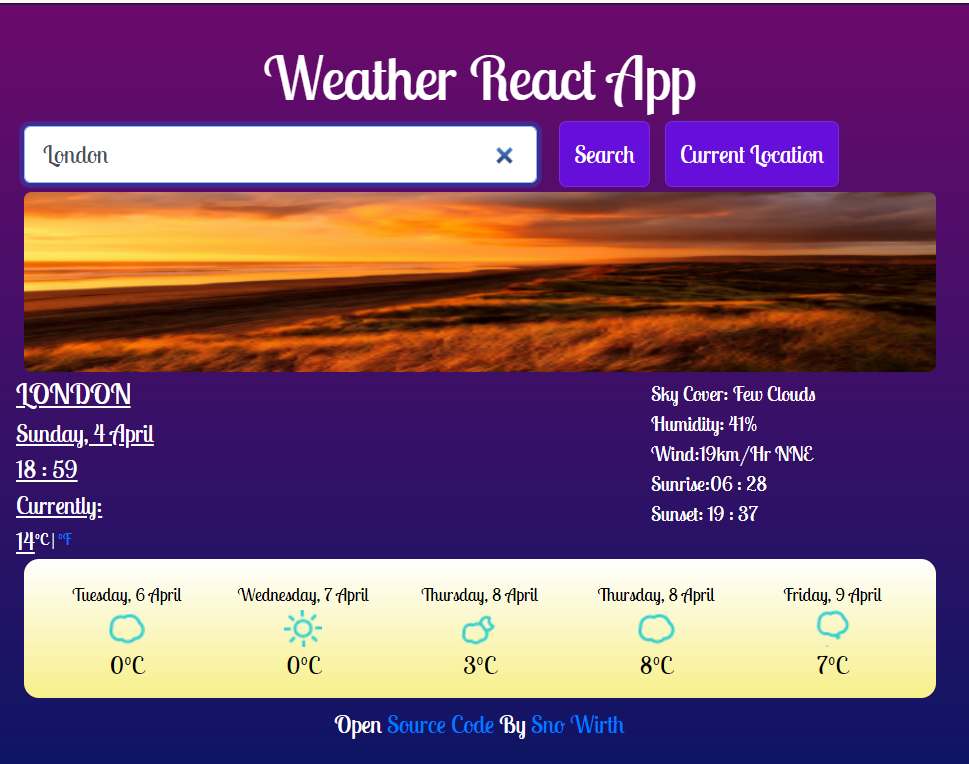 Weather React App
London
Search
Current Location
LONDON
Sunday, 4 April
18 : 59
Currently:
14°C | °F
Sky Cover: Few Clouds
Humidity: 41%
Wind:19km/Hr NNE
Sunrise:06 : 28
Sunset: 19 : 37
Tuesday, 6 April
0°C
Wednesday, 7 April
0°C
Thursday, 8 April
3°C
Thursday, 8 April
8°C
Friday, 9 April
7°C
Open Source Code By Sno Wirth